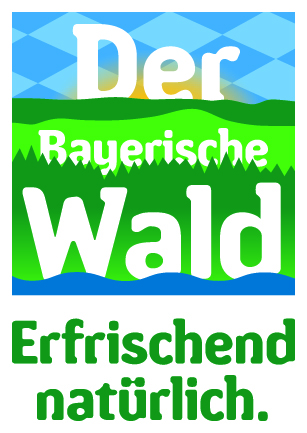 Der
Bayerische
Wald
Erfrischend
natürlich.